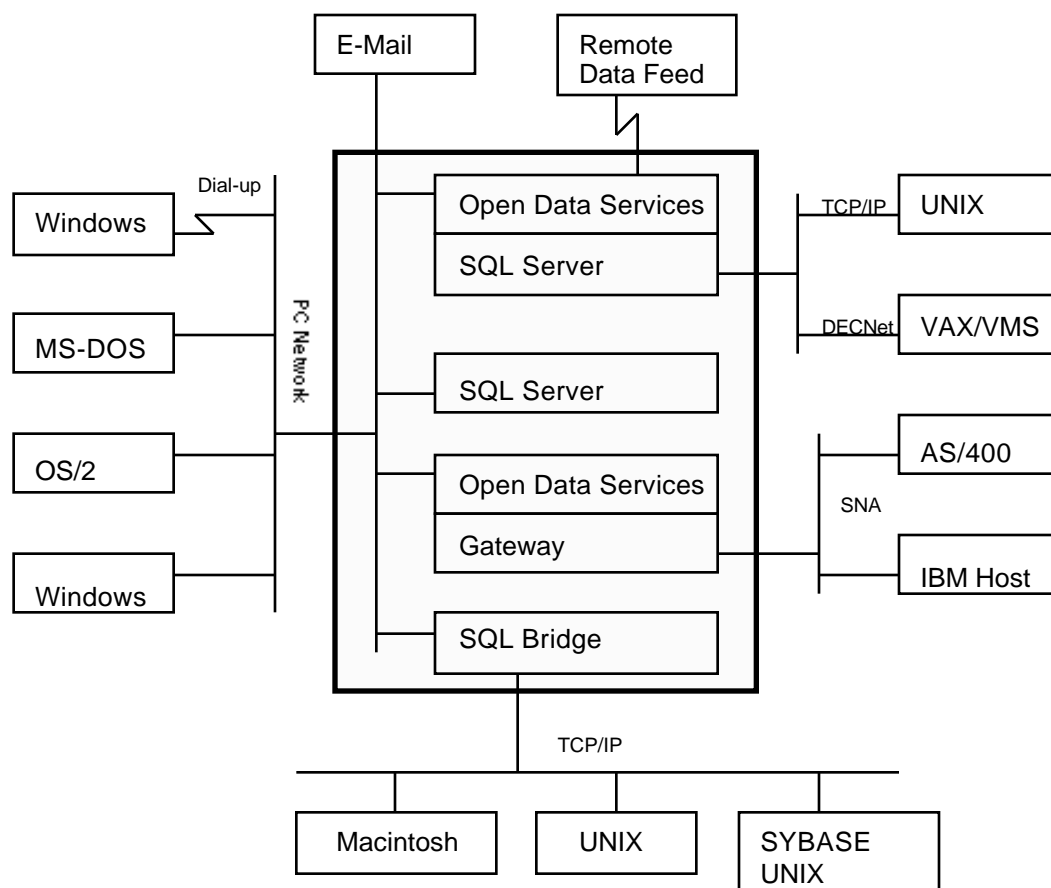 E-Mail
Remote
Data Feed
Dial-up
Windows
MS-DOS
OS/2
Windows
PC Network
Open Data Services
SQL Server
SQL Server
Open Data Services
Gateway
SQL Bridge
TCP/IP
UNIX
DECNet
VAX/VMS
AS/400
SNA
IBM Host
TCP/IP
Macintosh
UNIX
SYBASE
UNIX